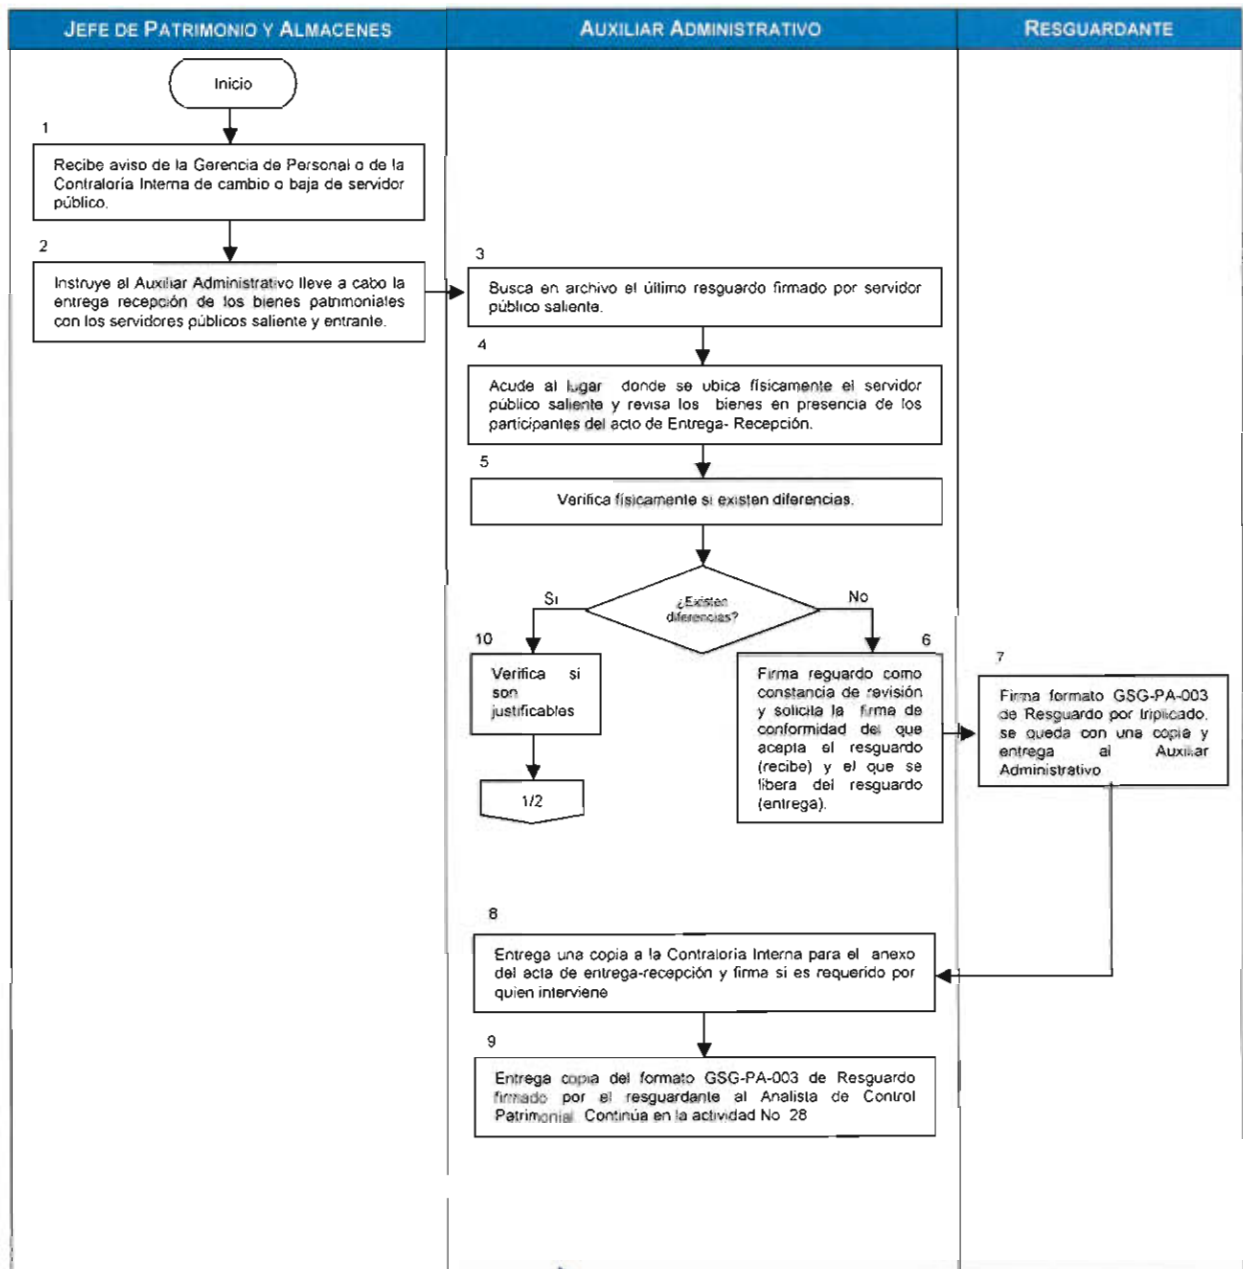 JEFE DE PATRIMONIO Y ALMACENES
AUXILIAR ADMINISTRATIVO
RESGUARDANTE
Inicio
1
Recibe aviso de la Gerencia de Personal o de la
Contraloría Interna de cambio o baja de servidor
público.
2
Instruye al Auxiliar Administrativo lleve a cabo la
entrega recepción de los bienes patrimoniales
con los servidores públicos saliente y entrante.
3
Busca en archivo el último resguardo firmado por servidor
público saliente.
4
Acude al lugar donde se ubica físicamente el servidor
público saliente y revisa los bienes en presencia de los
participantes del acto de Entrega- Recepción.
5
Verifica físicamente si existen diferencias.
¿Existen
diferencias?
Si
No
10
Verifica si
son
justificables
1/2
6
Firma reguardo como
constancia de revisión
y solicita la firma de
conformidad del que
acepta el resguardo
(recibe) y el que se
libera del resguardo
(entrega).
7
Firma formato GSG-PA-003
de Resguardo por triplicado,
se queda con una copia y
entrega al Auxiliar
Administrativo
8
Entrega una copia a la Contraloría Interna para el anexo
del acta de entrega-recepción y firma si es requerido por
quien interviene
9
Entrega copia del formato GSG-PA-003 de Resguardo
firmado por el resguardante al Analista de Control
Patrimonial. Continúa en la actividad No 28